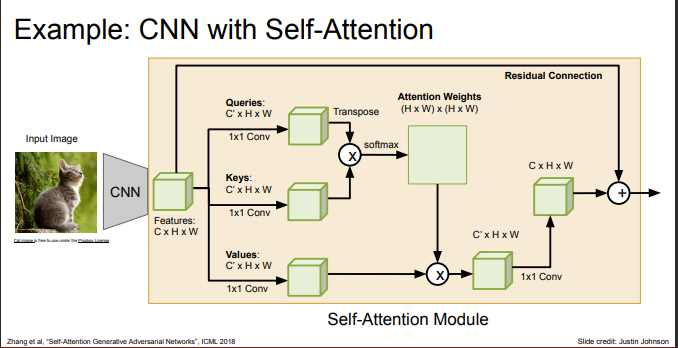 Example: CNN with Self-Attention
Residual Connection
Input Image
CNN
Cat image is free to use under the Pixabay License
Features:
C x H x W
Queries:
C' x H x W
1x1 Conv
Transpose
Keys:
C' x H x W
1x1 Conv
Values:
C' x H x W
1x1 Conv
X
softmax
Attention Weights
(H x W) x (H x W)
X
C' x H x W
1x1 Conv
C x H x W
+
Self-Attention Module
Zhang et al, "Self-Attention Generative Adversarial Networks", ICML 2018
Slide credit: Justin Johnson